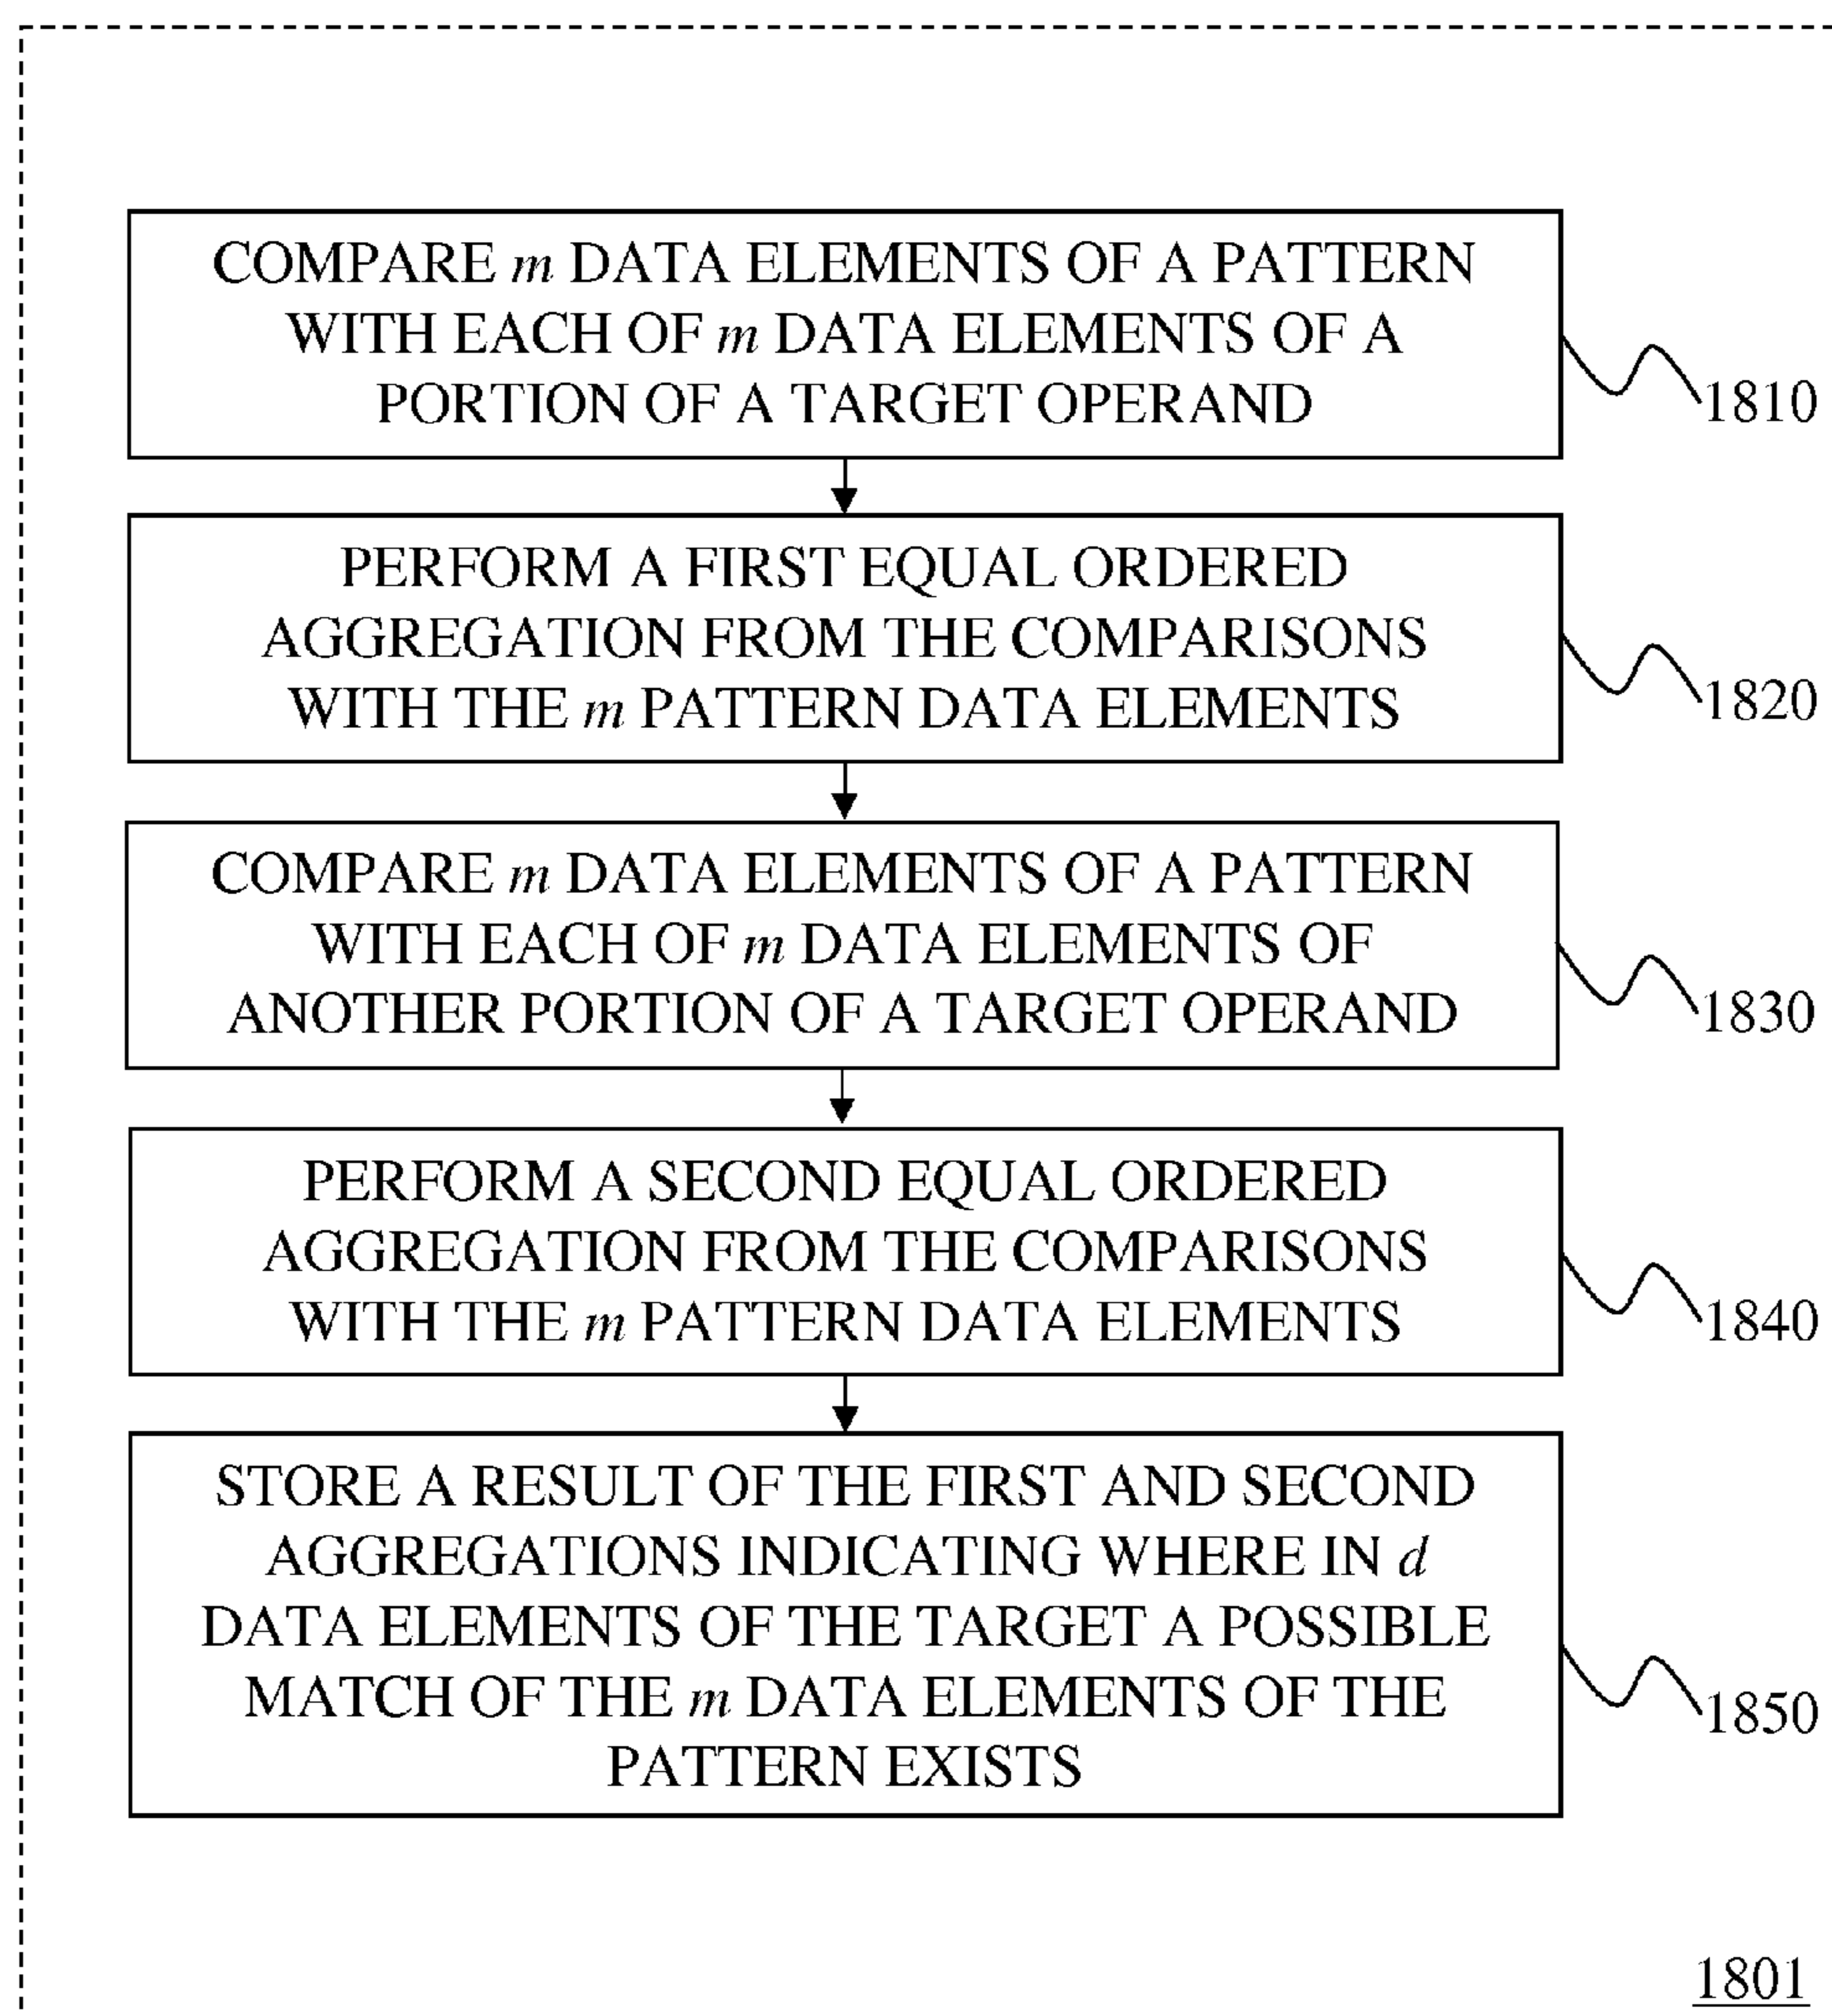 COMPARE m DATA ELEMENTS OF A PATTERN
WITH EACH OF m DATA ELEMENTS OF A
PORTION OF A TARGET OPERAND
1810
PERFORM A FIRST EQUAL ORDERED
AGGREGATION FROM THE COMPARISONS
WITH THE m PATTERN DATA ELEMENTS
1820
COMPARE m DATA ELEMENTS OF A PATTERN
WITH EACH OF m DATA ELEMENTS OF
ANOTHER PORTION OF A TARGET OPERAND
1830
PERFORM A SECOND EQUAL ORDERED
AGGREGATION FROM THE COMPARISONS
WITH THE m PATTERN DATA ELEMENTS
1840
STORE A RESULT OF THE FIRST AND SECOND
AGGREGATIONS INDICATING WHERE IN d
DATA ELEMENTS OF THE TARGET A POSSIBLE
MATCH OF THE m DATA ELEMENTS OF THE
PATTERN EXISTS
1850
1801